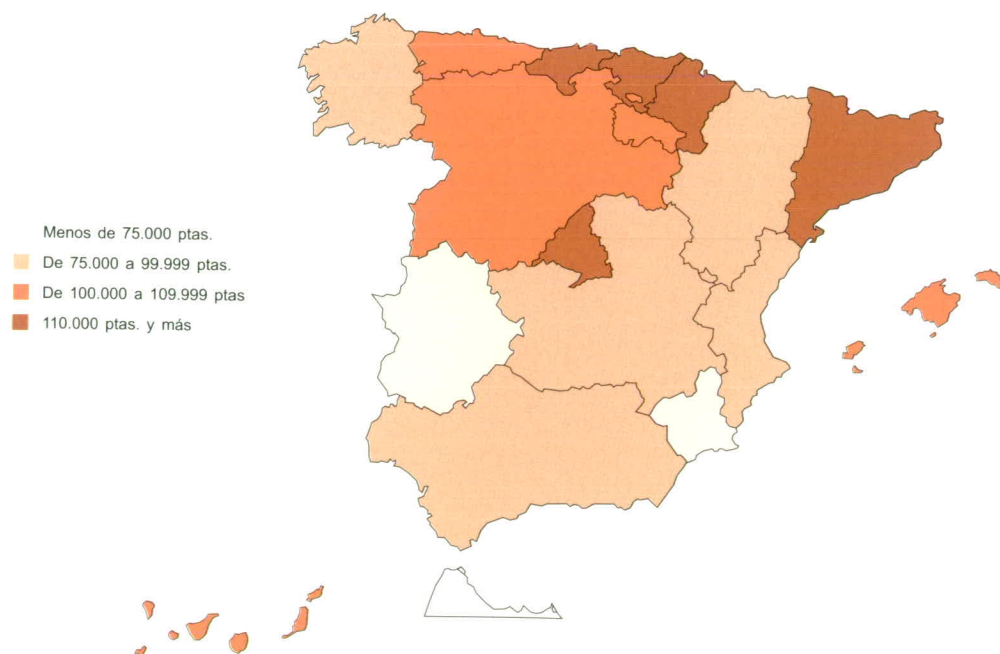 Menos de 75.000 ptas.
De 75.000 a 99.999 ptas.
De 100.000 a 109.999 ptas
110.000 ptas. y más